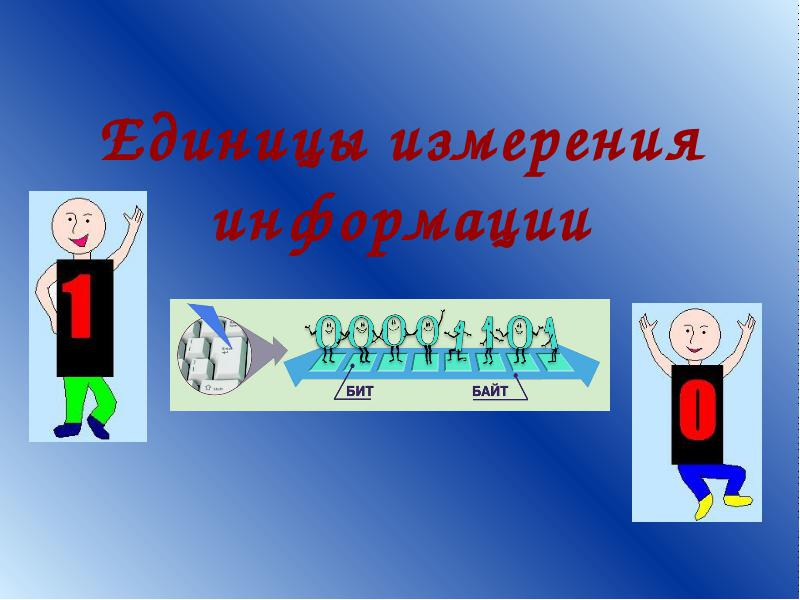 Единицы измерения
информации
1
00001101
БИТ БАЙТ
0